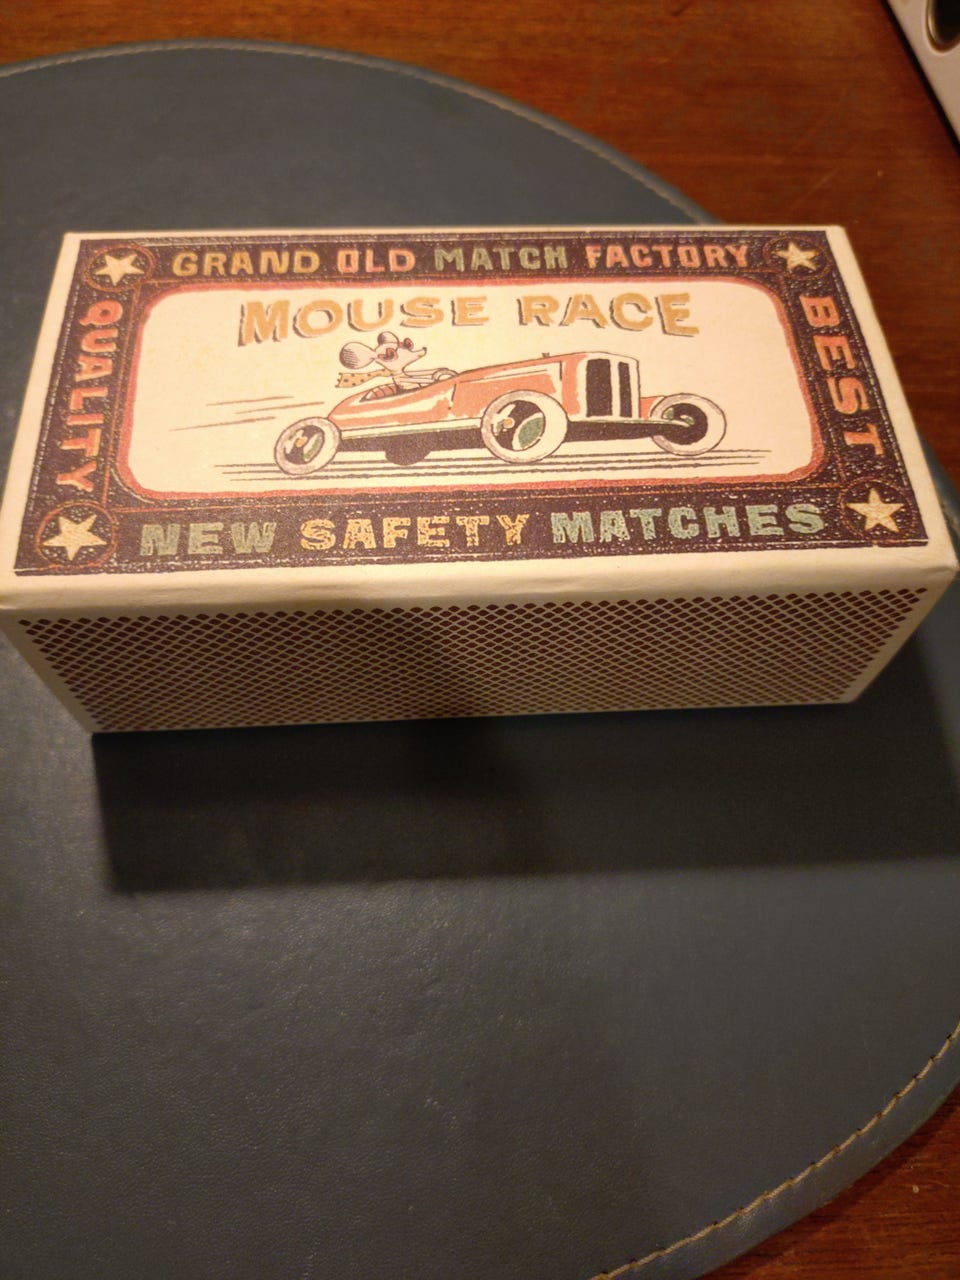 GRAND OLD MATCH FACTORY
MOUSE RACE
QUALITY
BEST
NEW SAFETY MATCHES